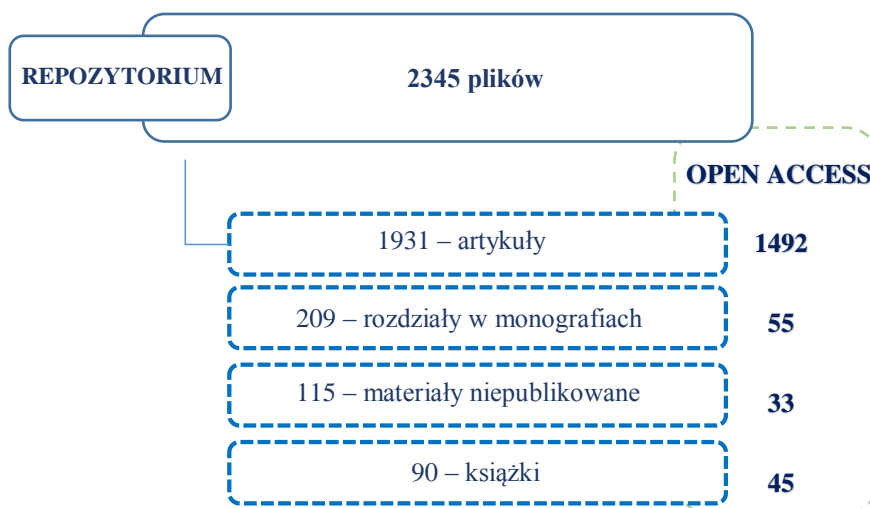 REPOZYTORIUM
2345 plików
OPEN ACCESS
1931 – artykuły
1492
209 – rozdziały w monografiach
55
115 – materiały niepublikowane
33
90 – książki
45